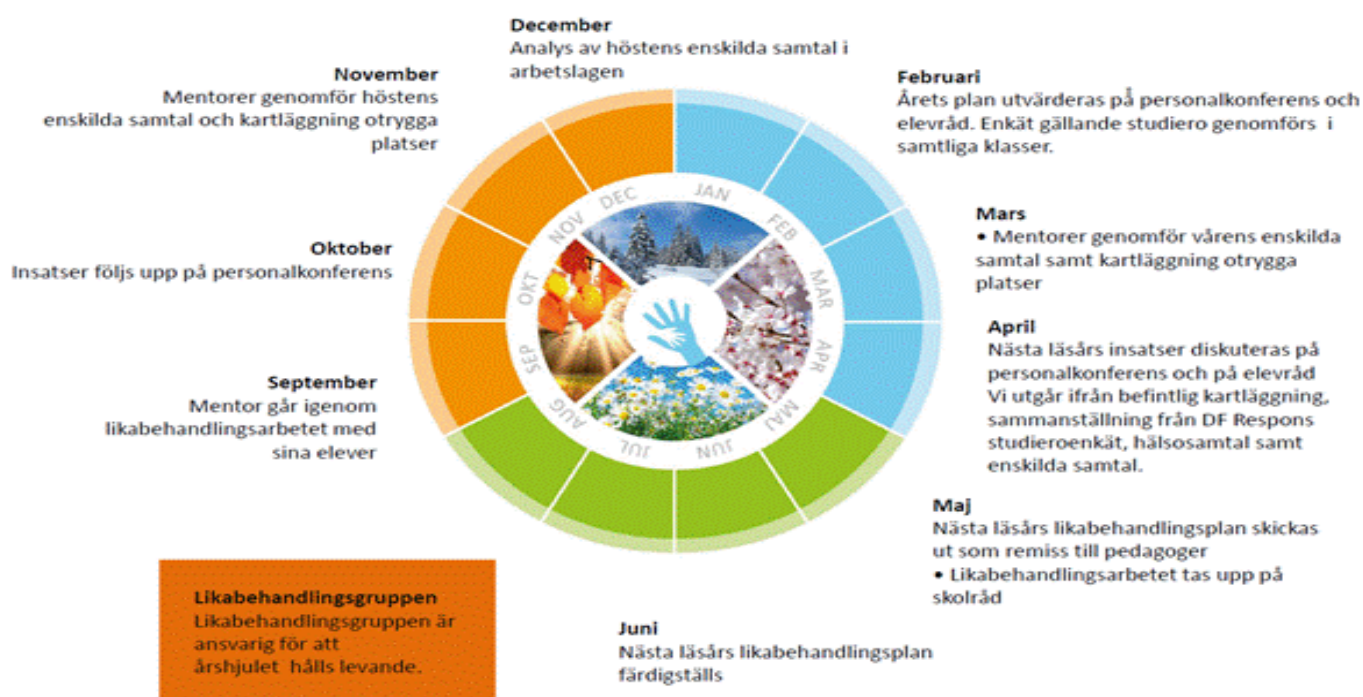 December
Analys av höstens enskilda samtal i
arbetslagen
November
Mentorer genomför höstens
enskilda samtal och kartläggning otrygga
platser
Februari
Årets plan utvärderas på personalkonferens och
elevråd. Enkät gällande studiero genomförs i
samtliga klasser.
Mars
• Mentorer genomför vårens enskilda
samtal samt kartläggning otrygga
platser
Oktober
Insatser följs upp på personalkonferens
April
Nästa läsårs insatser diskuteras på
personalkonferens och på elevråd
Vi utgår ifrån befintlig kartläggning,
sammanställning från DF Respons
studieroenkät, hälsosamtal samt
enskilda samtal.
September
Mentor går igenom
likabehandlingsarbetet med
sina elever
Maj
Nästa läsårs likabehandlingsplan skickas
ut som remiss till pedagoger
• Likabehandlingsarbetet tas upp på
skolråd
Juni
Nästa läsårs likabehandlingsplan
färdigställs
Likabehandlingsgruppen
Likabehandlingsgruppen är
ansvarig för att
årshjulet hålls levande.
JAN
FEB
MAR
APR
MAJ
JUN
JUL
AUG
SEP
OKT
NOV
DEC